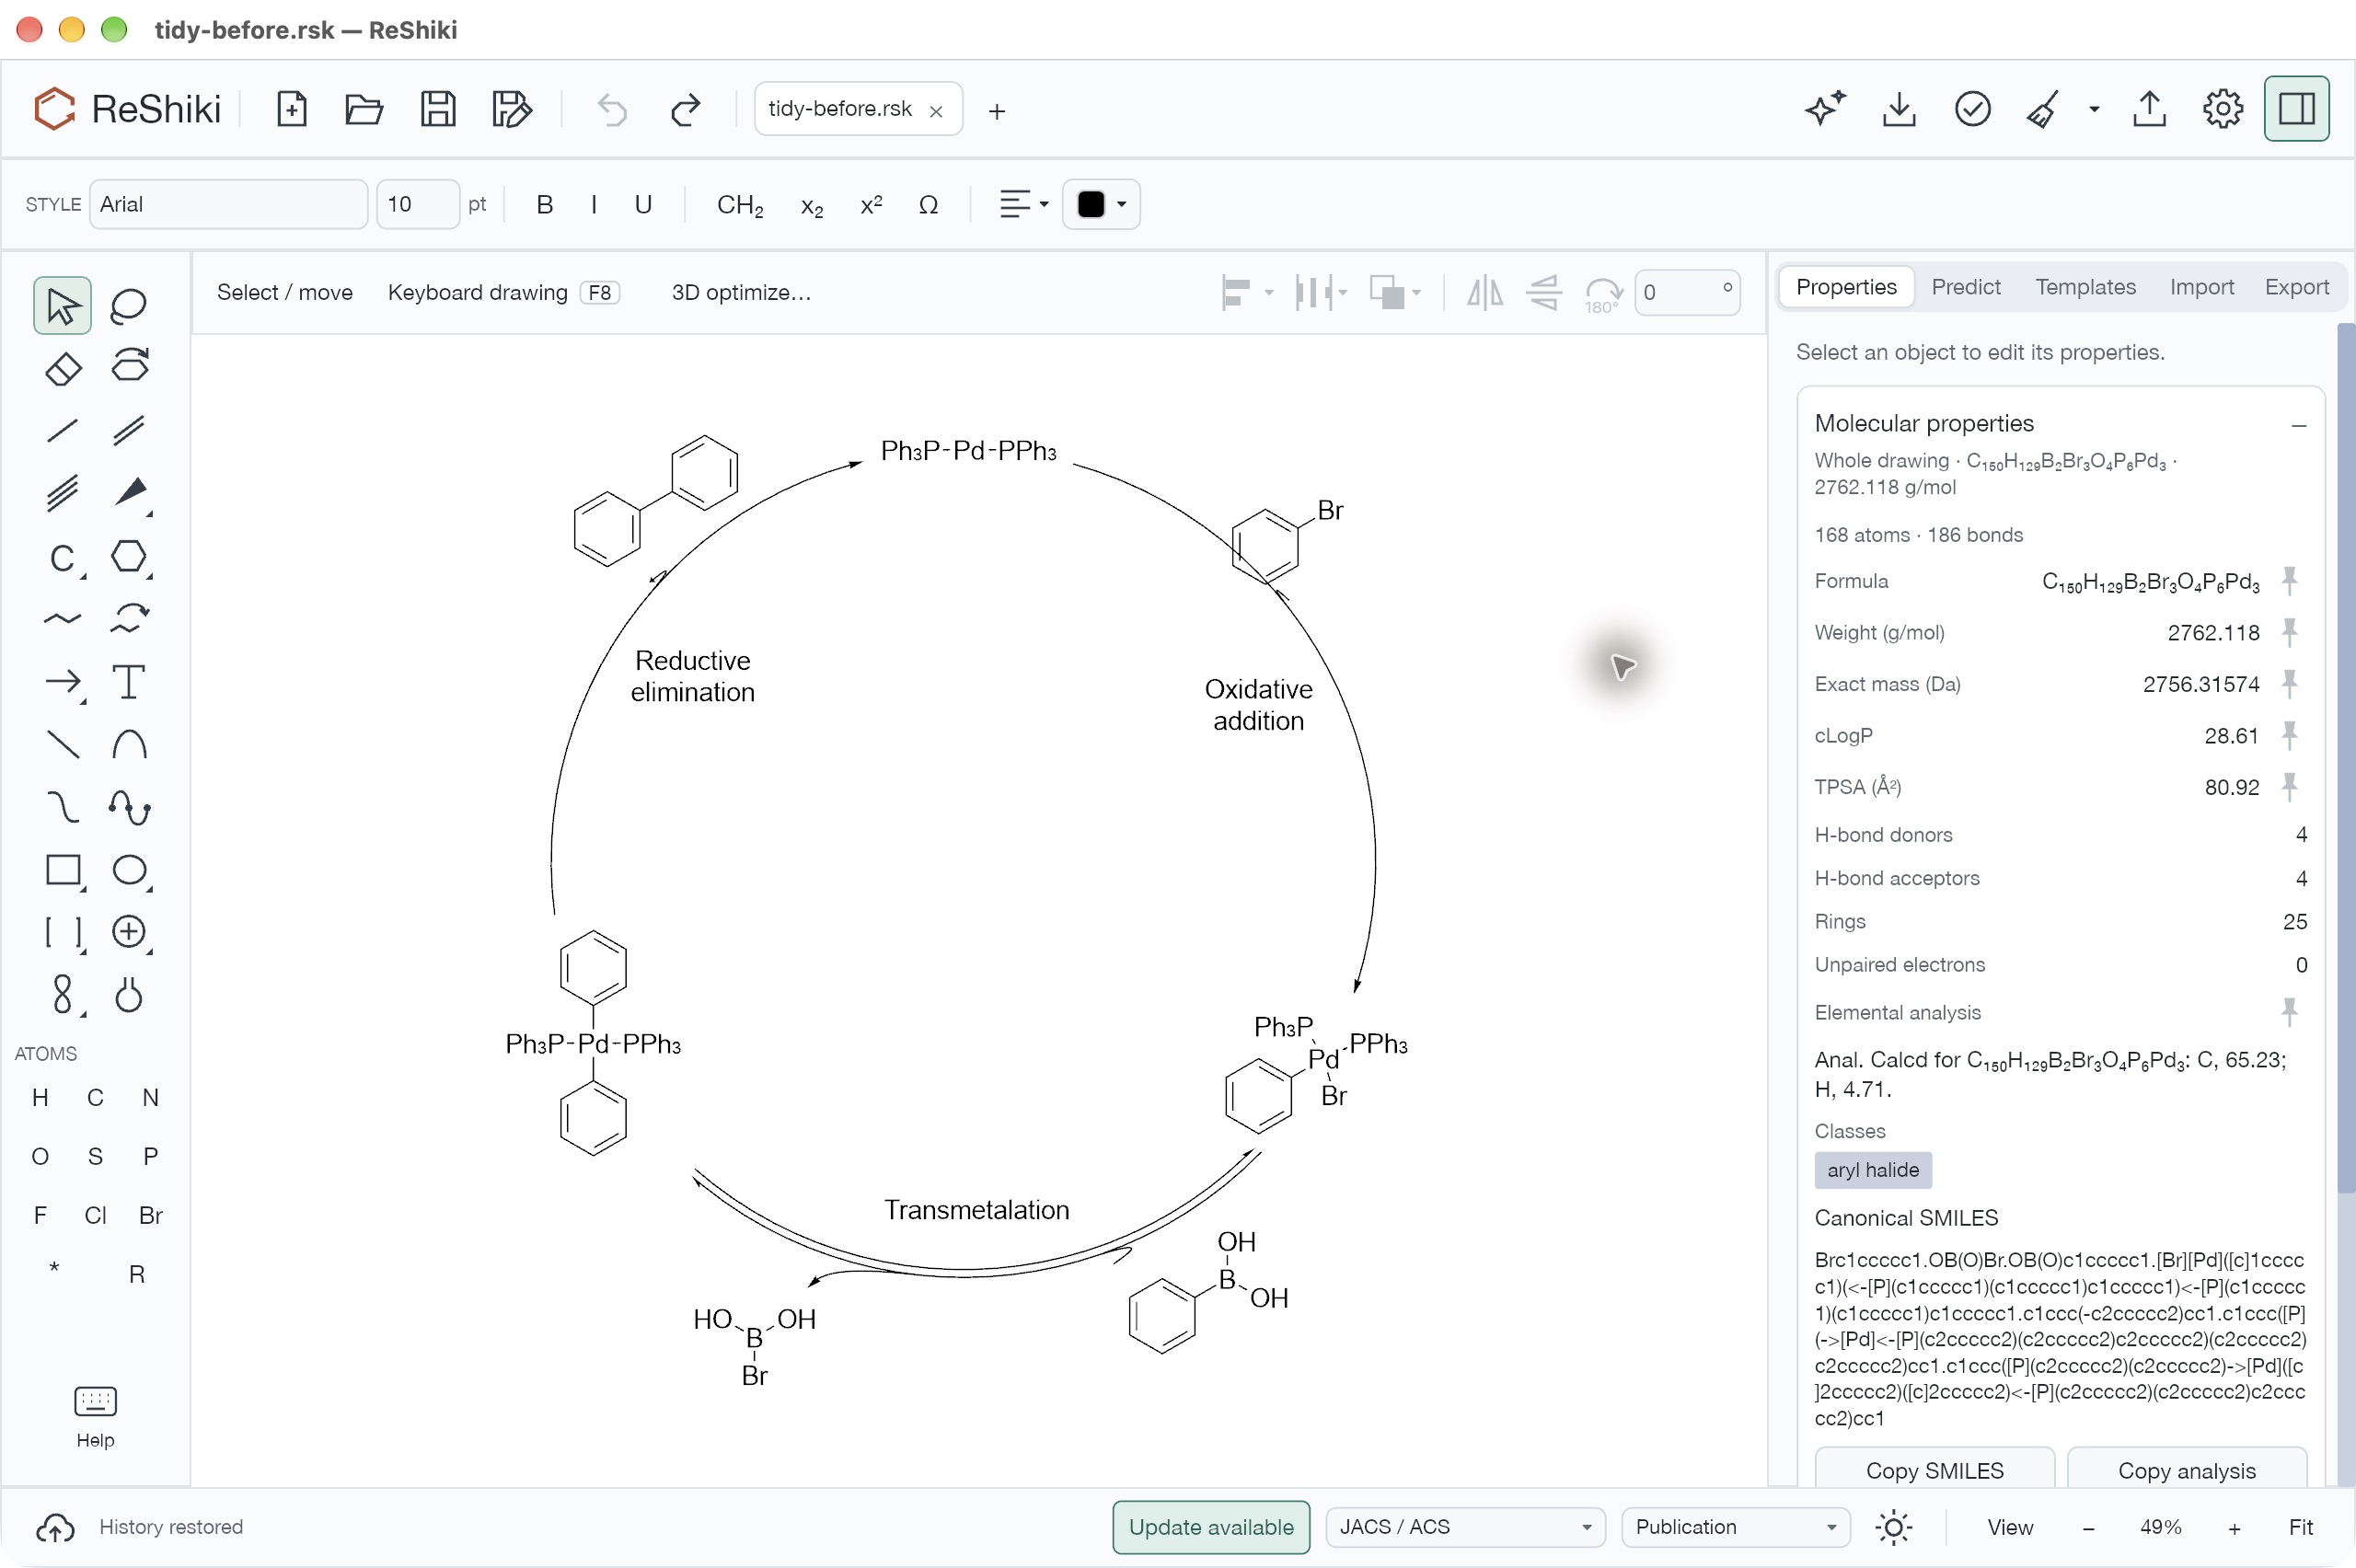 tidy-before.rsk — ReShiki
ReShiki
tidy-before.rsk ×
+
STYLE Arial 10 pt B I U CH₂ x₂ x² Ω
Select / move Keyboard drawing F8 3D optimize...
180° 0 °
Properties Predict Templates Import Export
C
T
ATOMS
H C N
O S P
F Cl Br
* R
Help
Ph₃P-Pd-PPh₃
Br
Reductive
elimination
Oxidative
addition
Ph₃P-Pd-PPh₃
Ph₃P
PPh₃
Pd
Br
Transmetalation
OH
B
OH
HO OH
B
Br
Select an object to edit its properties.
Molecular properties –
Whole drawing · C₁₅₀H₁₂₉B₂Br₃O₄P₆Pd₃ ·
2762.118 g/mol
168 atoms · 186 bonds
Formula C₁₅₀H₁₂₉B₂Br₃O₄P₆Pd₃
Weight (g/mol) 2762.118
Exact mass (Da) 2756.31574
cLogP 28.61
TPSA (Å²) 80.92
H-bond donors 4
H-bond acceptors 4
Rings 25
Unpaired electrons 0
Elemental analysis
Anal. Calcd for C₁₅₀H₁₂₉B₂Br₃O₄P₆Pd₃: C, 65.23;
H, 4.71.
Classes
aryl halide
Canonical SMILES
Brc1ccccc1.OB(O)Br.OB(O)c1ccccc1.[Br][Pd]([c]1cccc
c1)(<-[P](c1ccccc1)(c1ccccc1)c1ccccc1)<-[P](c1ccccc
1)(c1ccccc1)c1ccccc1.c1ccc(-c2ccccc2)cc1.c1ccc([P]
(->[Pd]<-[P](c2ccccc2)(c2ccccc2)c2ccccc2)(c2ccccc2)
c2ccccc2)cc1.c1ccc([P](c2ccccc2)(c2ccccc2)->[Pd]([c
]2ccccc2)([c]2ccccc2)<-[P](c2ccccc2)(c2ccccc2)c2ccc
cc2)cc1
Copy SMILES Copy analysis
History restored
Update available JACS / ACS Publication View – 49% + Fit